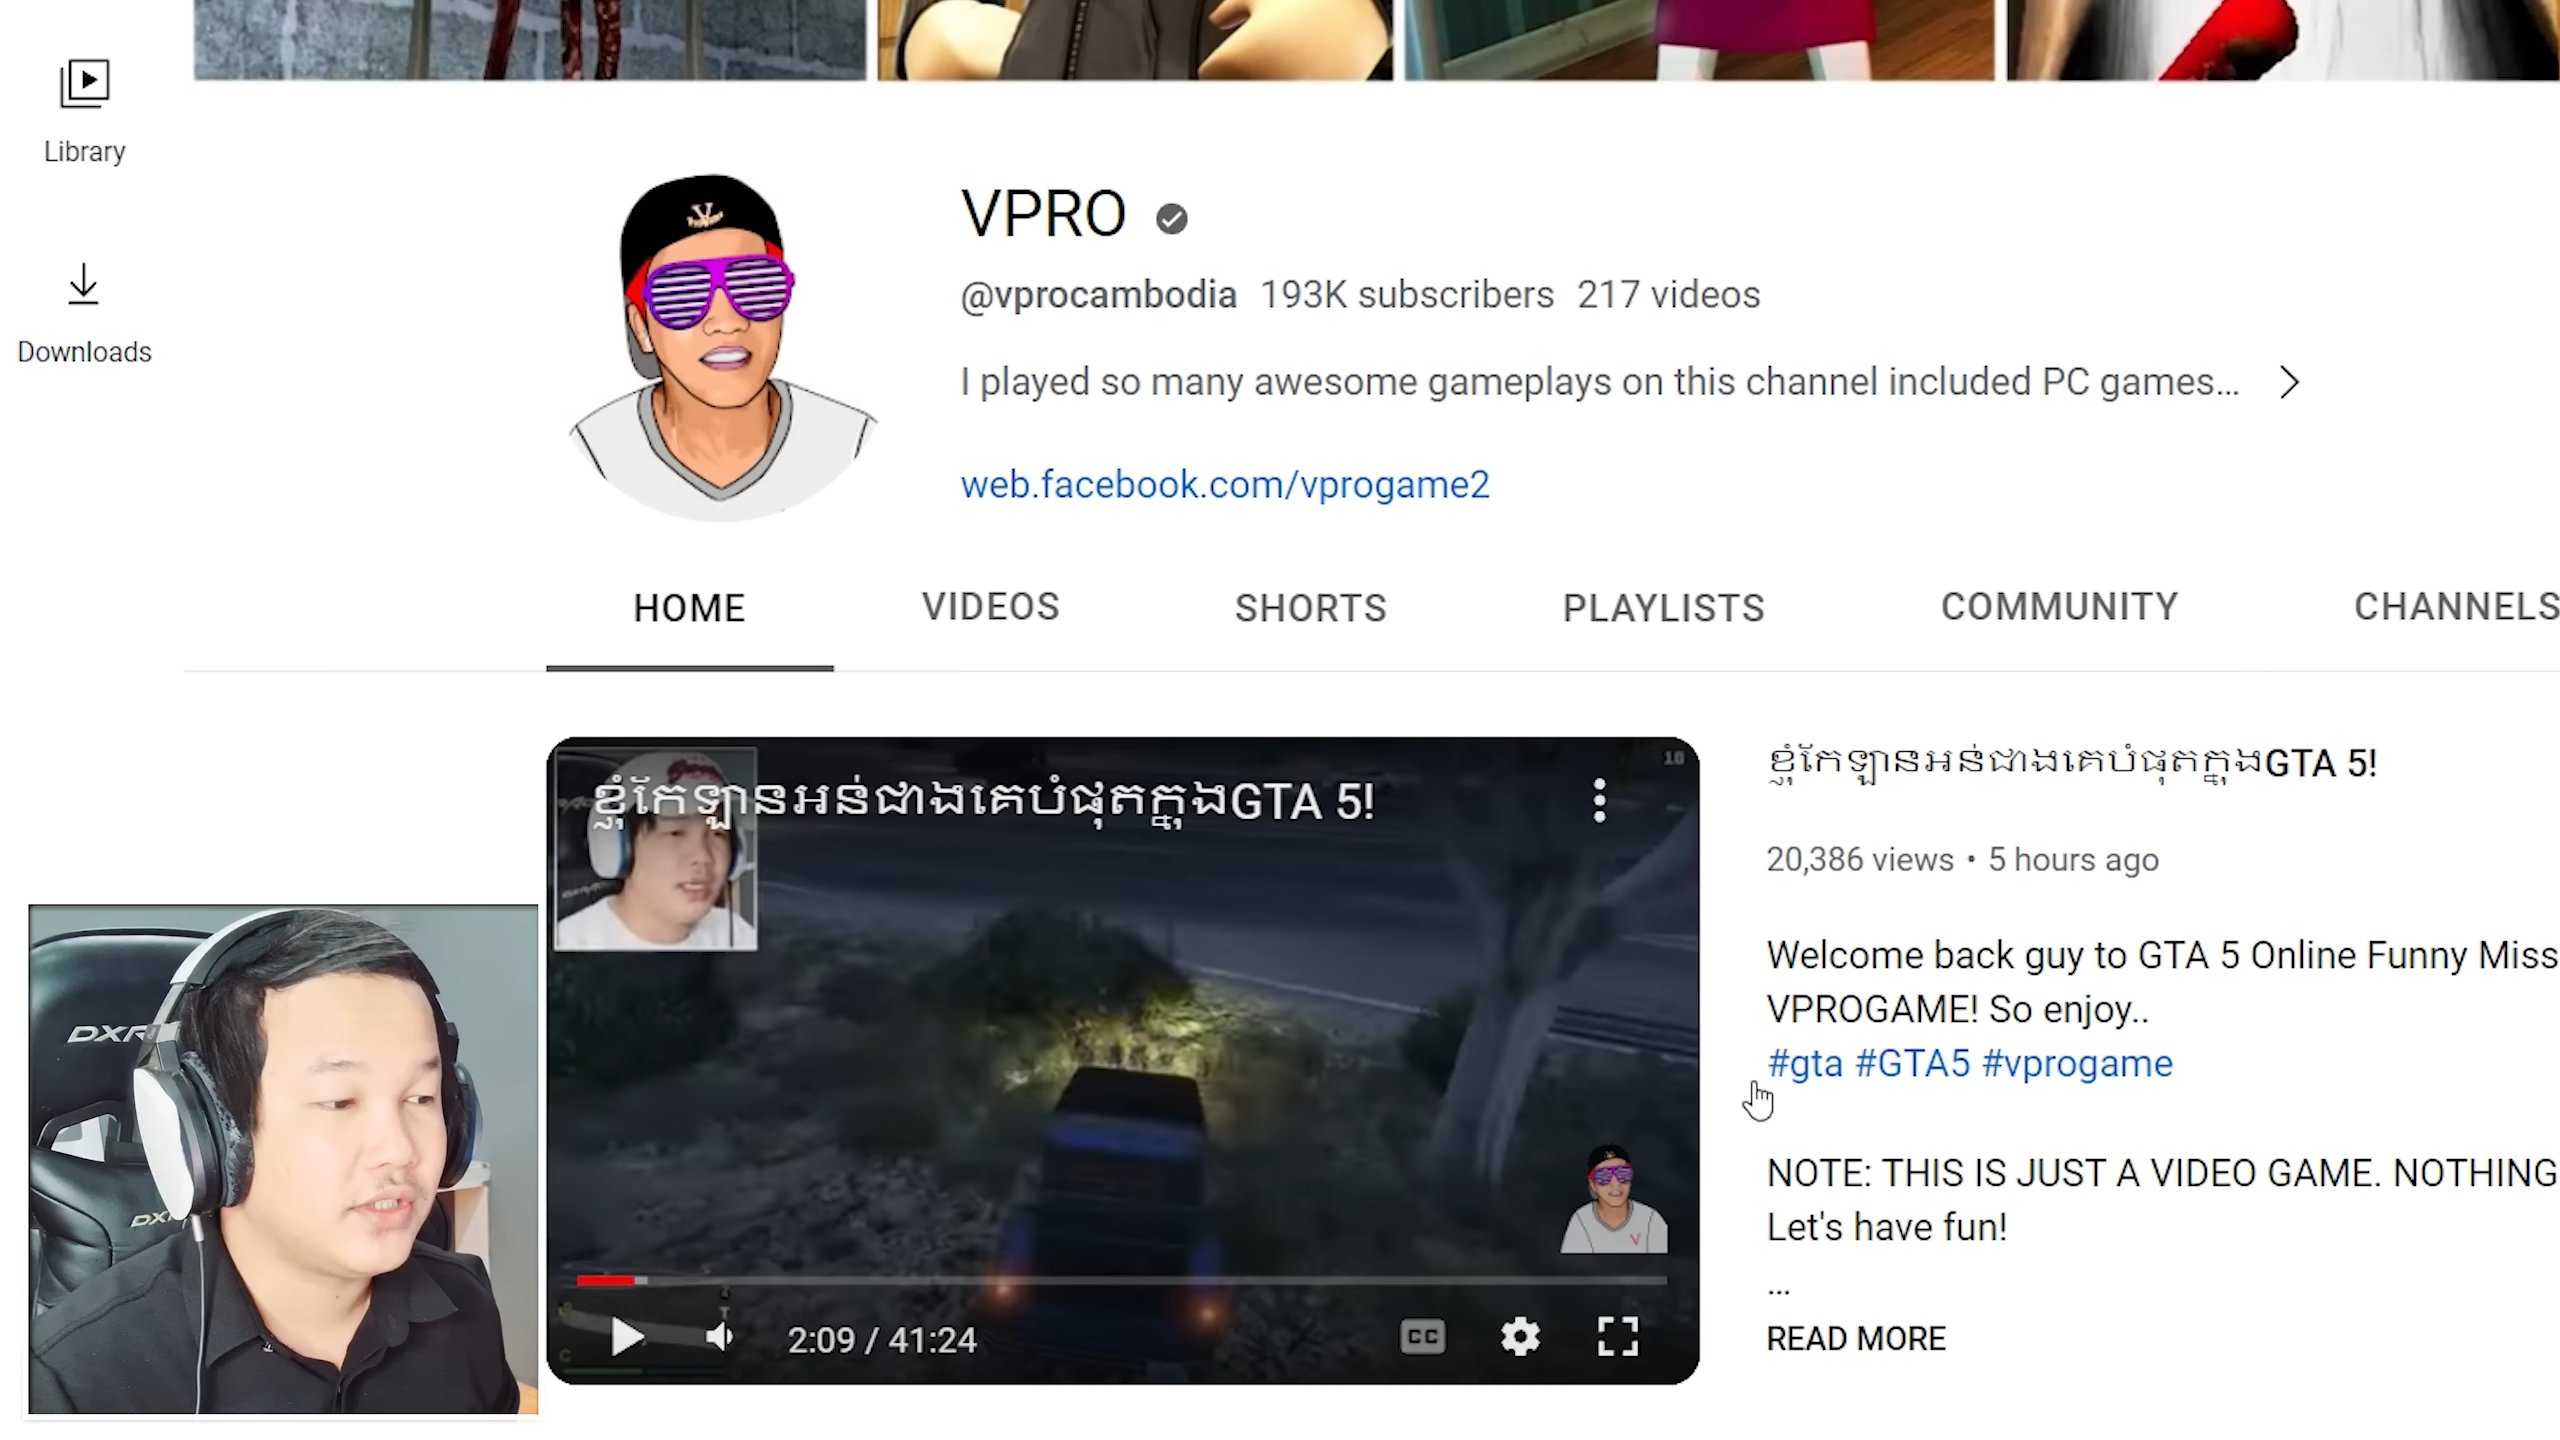 Library
Downloads
VPRO
@vprocambodia 193K subscribers 217 videos
I played so many awesome gameplays on this channel included PC games...
web.facebook.com/vprogame2
HOME VIDEOS SHORTS PLAYLISTS COMMUNITY CHANNELS
ខ្ញុំកែឡានអន់ជាងគេបំផុតក្នុងGTA 5!
2:09 / 41:24
CC
ខ្ញុំកែឡានអន់ជាងគេបំផុតក្នុងGTA 5!
20,386 views • 5 hours ago
Welcome back guy to GTA 5 Online Funny Miss
VPROGAME! So enjoy..
#gta #GTA5 #vprogame
NOTE: THIS IS JUST A VIDEO GAME. NOTHING
Let's have fun!
...
READ MORE